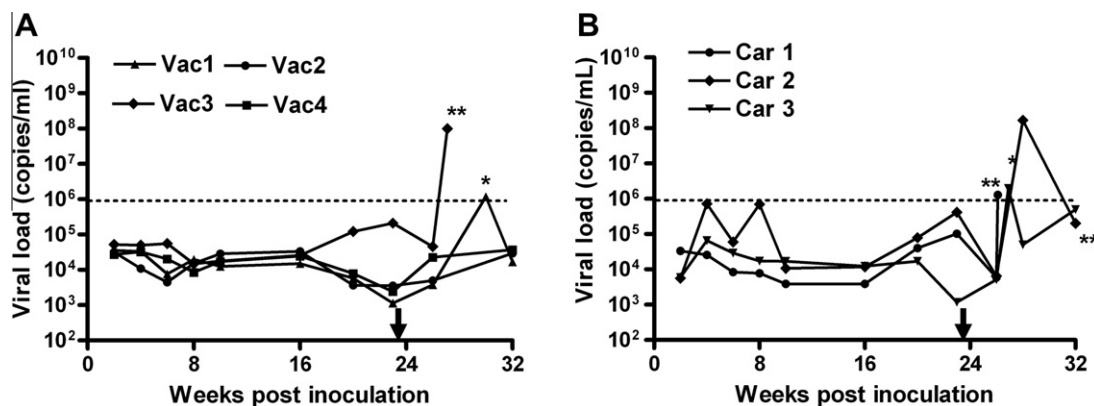 A
Vac1 Vac2
Vac3 Vac4
Viral load (copies/ml)
10^10
10^9
10^8
10^7
10^6
10^5
10^4
10^3
10^2
**
*
0 8 16 24 32
Weeks post inoculation
B
Car 1
Car 2
Car 3
Viral load (copies/mL)
10^10
10^9
10^8
10^7
10^6
10^5
10^4
10^3
10^2
*
**
**
0 8 16 24 32
Weeks post inoculation